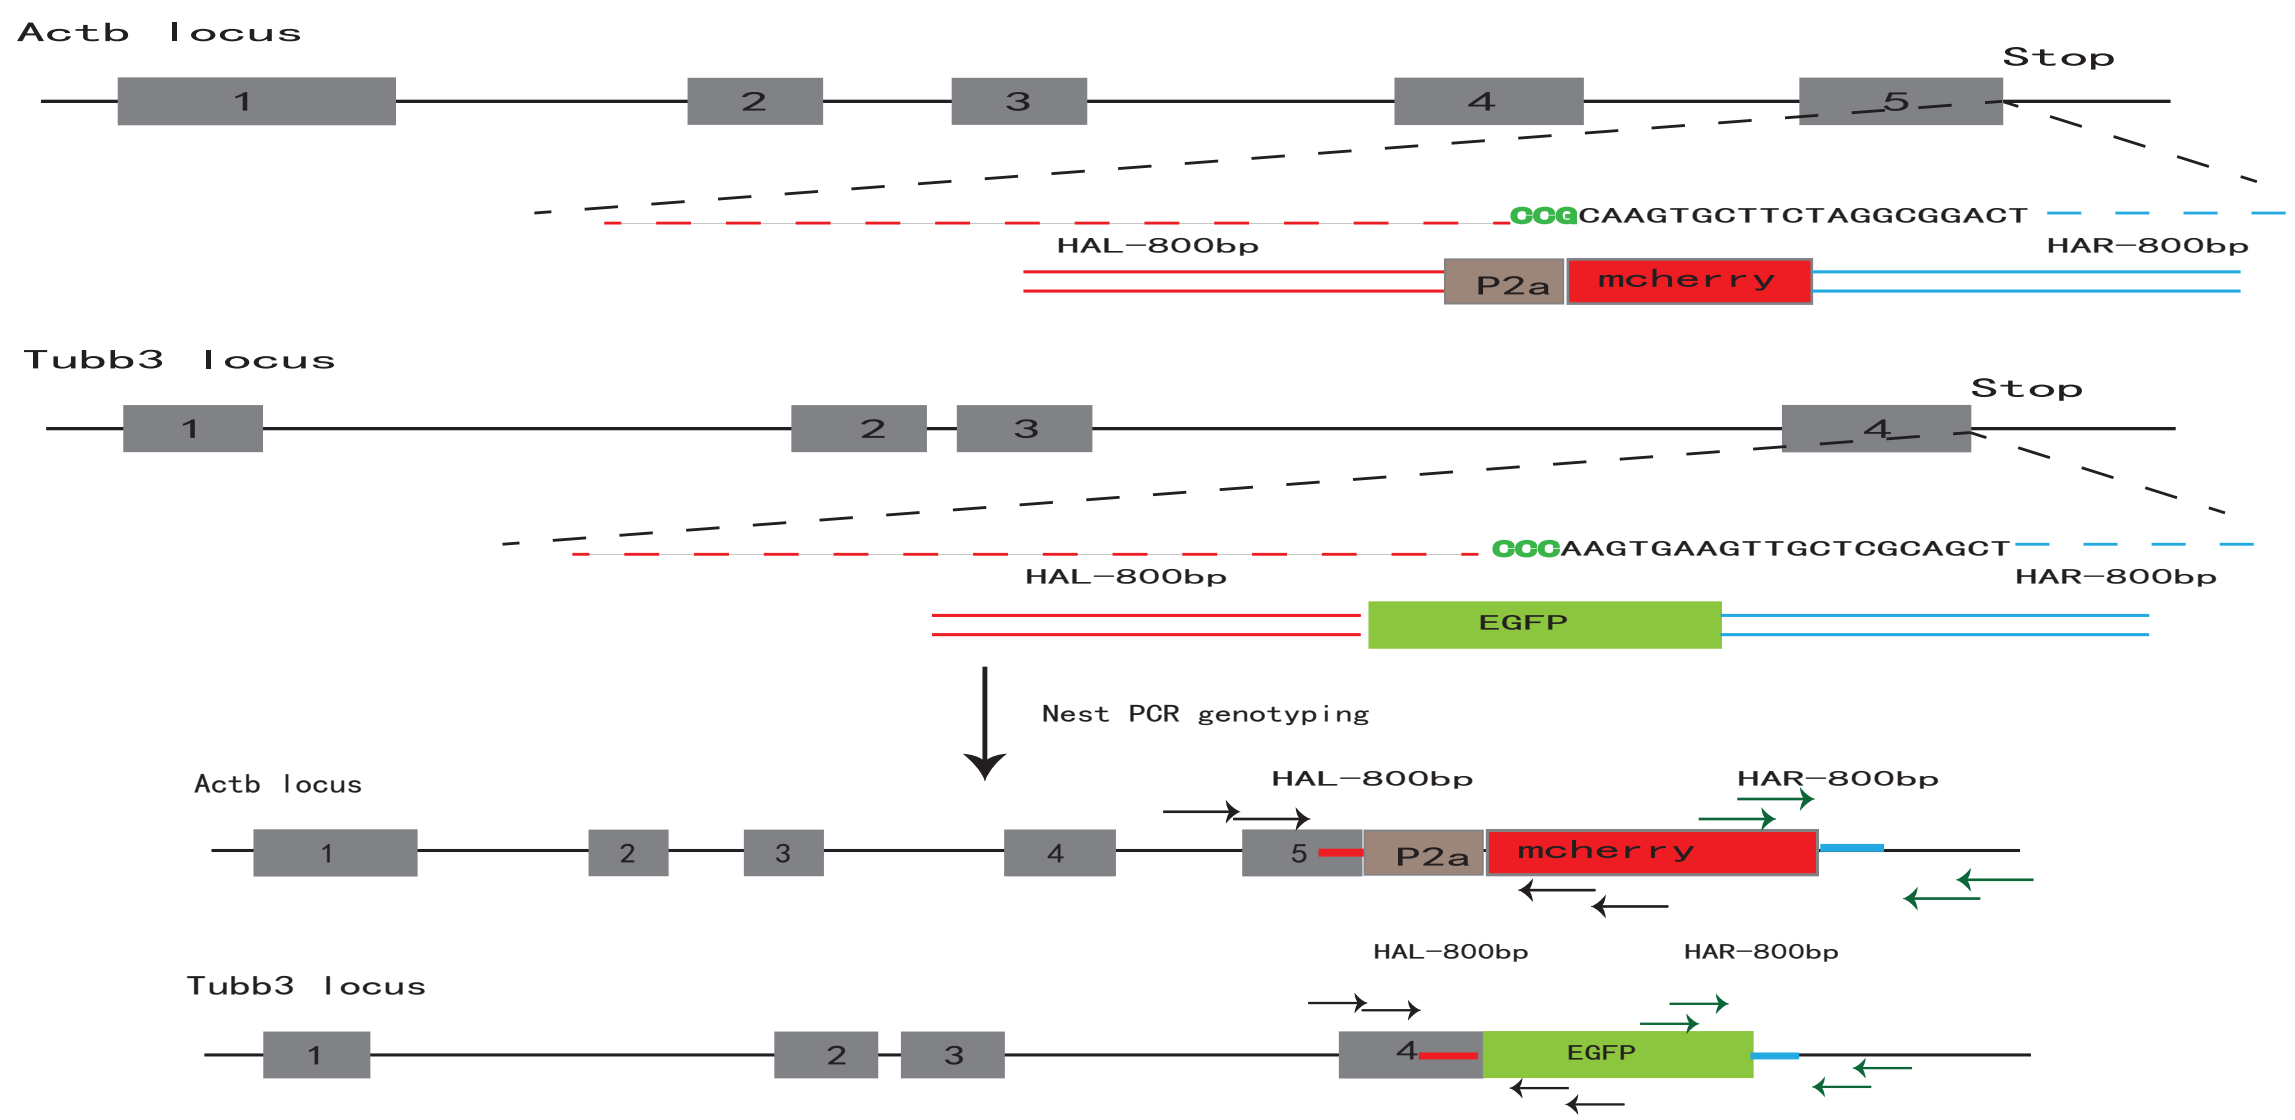 Actb locus
Stop
1 2 3 4 5
CCGCAAGTGCTTCTAGGCGGACT
HAL-800bp HAR-800bp
P2a mcherry
Tubb3 locus
Stop
1 2 3 4
CCCAAGTGAAGTTGCTCGCAGCT
HAL-800bp HAR-800bp
EGFP
Nest PCR genotyping
Actb locus HAL-800bp HAR-800bp
1 2 3 4 5 P2a mcherry
HAL-800bp HAR-800bp
Tubb3 locus
1 2 3 4 EGFP